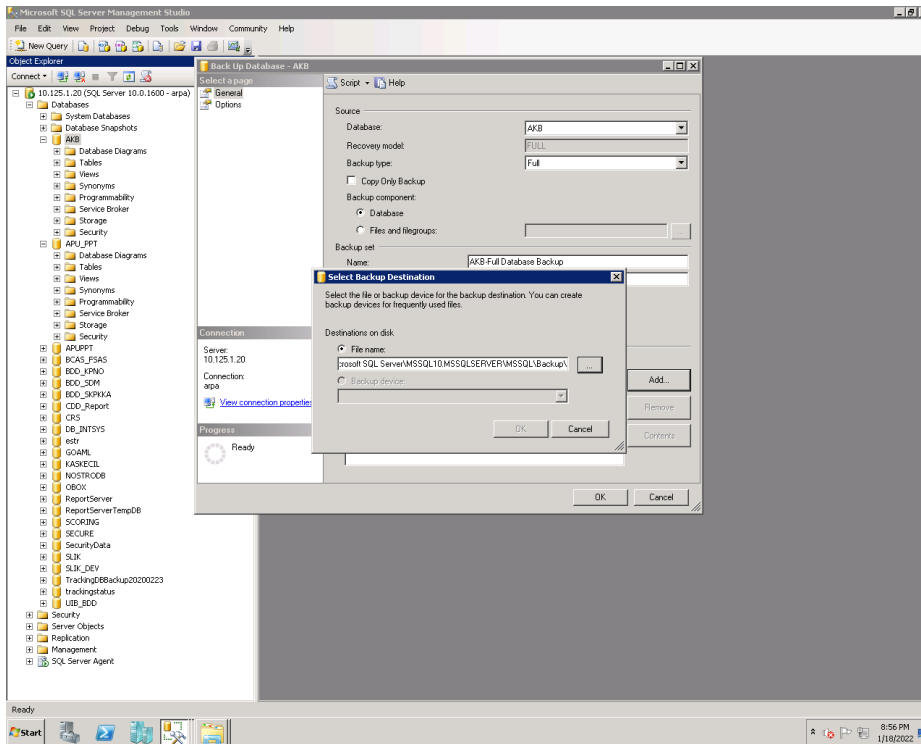 Microsoft SQL Server Management Studio
File Edit View Project Debug Tools Window Community Help
New Query
Object Explorer
Connect
10.125.1.20 (SQL Server 10.0.1600 - arpa)
Databases
System Databases
Database Snapshots
AKB
Database Diagrams
Tables
Views
Synonyms
Programmability
Service Broker
Storage
Security
APU_PPT
Database Diagrams
Tables
Views
Synonyms
Programmability
Service Broker
Storage
Security
APUPPT
BCAS_PSAS
BDD_KPNO
BDD_SDM
BDD_SKPKKA
CDD_Report
CRS
DB_INTSYS
estr
GOAML
KASKECIL
NOSTRODB
OBOX
ReportServer
ReportServerTempDB
SCORING
SECURE
SecurityData
SLIK
SLIK_DEV
TrackingDBBackup20200223
trackingstatus
UIB_BDD
Security
Server Objects
Replication
Management
SQL Server Agent
Back Up Database - AKB
Select a page
General
Options
Script Help
Source
Database: AKB
Recovery model: FULL
Backup type: Full
Copy Only Backup
Backup component:
Database
Files and filegroups: ...
Backup set
Name: AKB-Full Database Backup
Select Backup Destination
Select the file or backup device for the backup destination. You can create
backup devices for frequently used files.
Destinations on disk
File name:
crosoft SQL Server\MSSQL10.MSSQLSERVER\MSSQL\Backup\ ...
Backup device:
OK Cancel
Connection
Server:
10.125.1.20
Connection:
arpa
View connection properties
Progress
Ready
Add...
Remove
Contents
OK Cancel
Ready
Start
8:56 PM
1/18/2022